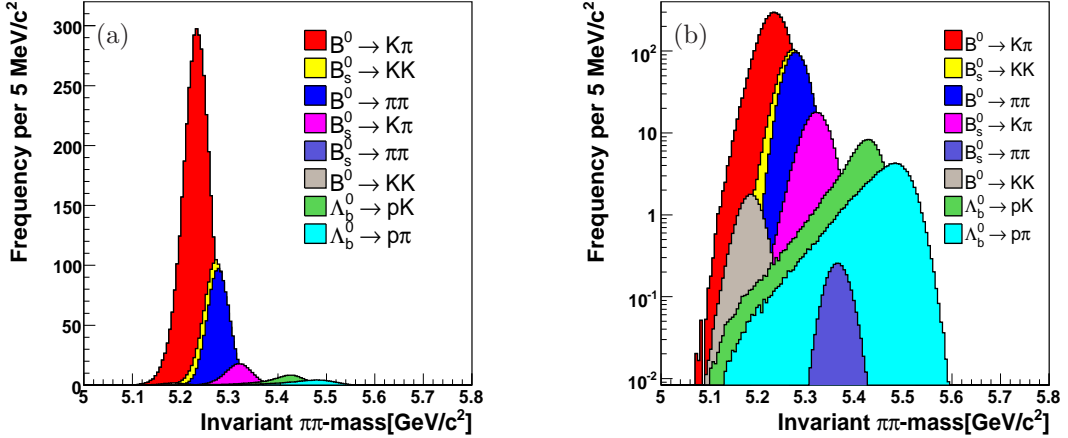 (a)
Frequency per 5 MeV/c²
300
250
200
150
100
50
0
B⁰ → Kπ
B⁰ₛ → KK
B⁰ → ππ
B⁰ₛ → Kπ
B⁰ₛ → ππ
B⁰ → KK
Λ⁰_b → pK
Λ⁰_b → pπ
5 5.1 5.2 5.3 5.4 5.5 5.6 5.7 5.8
Invariant ππ-mass[GeV/c²]
(b)
Frequency per 5 MeV/c²
10²
10
1
10⁻¹
10⁻²
B⁰ → Kπ
B⁰ₛ → KK
B⁰ → ππ
B⁰ₛ → Kπ
B⁰ₛ → ππ
B⁰ → KK
Λ⁰_b → pK
Λ⁰_b → pπ
5 5.1 5.2 5.3 5.4 5.5 5.6 5.7 5.8
Invariant ππ-mass[GeV/c²]